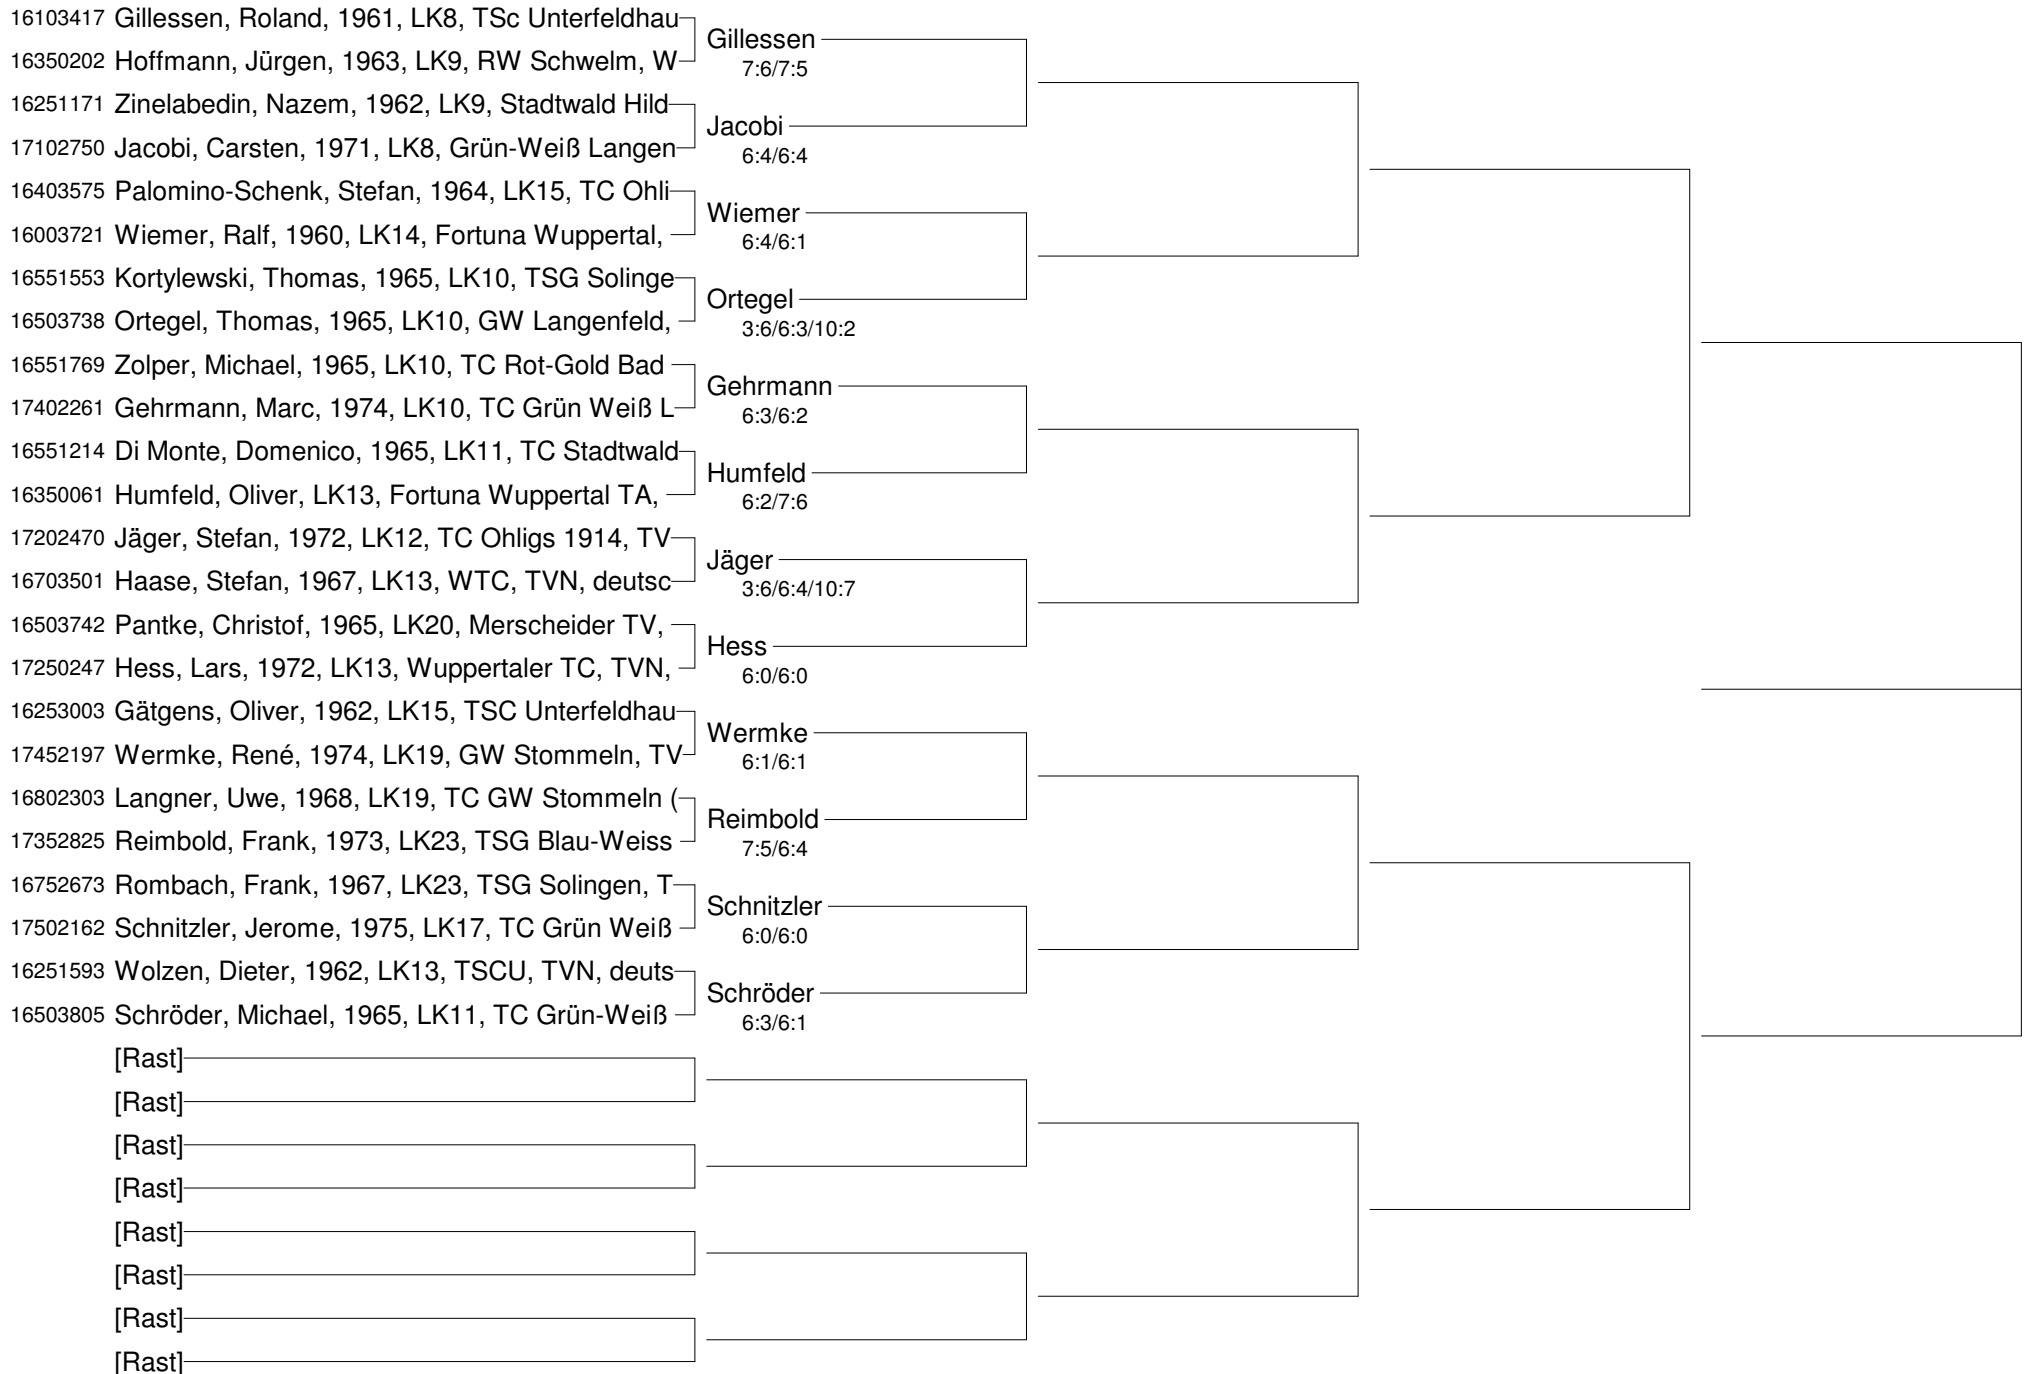 16103417 Gillessen, Roland, 1961, LK8, TSc Unterfeldhau
Gillessen
16350202 Hoffmann, Jürgen, 1963, LK9, RW Schwelm, W
7:6/7:5
16251171 Zinelabedin, Nazem, 1962, LK9, Stadtwald Hild
Jacobi
17102750 Jacobi, Carsten, 1971, LK8, Grün-Weiß Langen
6:4/6:4
16403575 Palomino-Schenk, Stefan, 1964, LK15, TC Ohli
Wiemer
16003721 Wiemer, Ralf, 1960, LK14, Fortuna Wuppertal,
6:4/6:1
16551553 Kortylewski, Thomas, 1965, LK10, TSG Solinge
Ortegel
16503738 Ortegel, Thomas, 1965, LK10, GW Langenfeld,
3:6/6:3/10:2
16551769 Zolper, Michael, 1965, LK10, TC Rot-Gold Bad
Gehrmann
17402261 Gehrmann, Marc, 1974, LK10, TC Grün Weiß L
6:3/6:2
16551214 Di Monte, Domenico, 1965, LK11, TC Stadtwald
Humfeld
16350061 Humfeld, Oliver, LK13, Fortuna Wuppertal TA,
6:2/7:6
17202470 Jäger, Stefan, 1972, LK12, TC Ohligs 1914, TV
Jäger
16703501 Haase, Stefan, 1967, LK13, WTC, TVN, deutsc
3:6/6:4/10:7
16503742 Pantke, Christof, 1965, LK20, Merscheider TV,
Hess
17250247 Hess, Lars, 1972, LK13, Wuppertaler TC, TVN,
6:0/6:0
16253003 Gätgens, Oliver, 1962, LK15, TSC Unterfeldhau
Wermke
17452197 Wermke, René, 1974, LK19, GW Stommeln, TV
6:1/6:1
16802303 Langner, Uwe, 1968, LK19, TC GW Stommeln (
Reimbold
17352825 Reimbold, Frank, 1973, LK23, TSG Blau-Weiss
7:5/6:4
16752673 Rombach, Frank, 1967, LK23, TSG Solingen, T
Schnitzler
17502162 Schnitzler, Jerome, 1975, LK17, TC Grün Weiß
6:0/6:0
16251593 Wolzen, Dieter, 1962, LK13, TSCU, TVN, deuts
Schröder
16503805 Schröder, Michael, 1965, LK11, TC Grün-Weiß
6:3/6:1
[Rast]
[Rast]
[Rast]
[Rast]
[Rast]
[Rast]
[Rast]
[Rast]